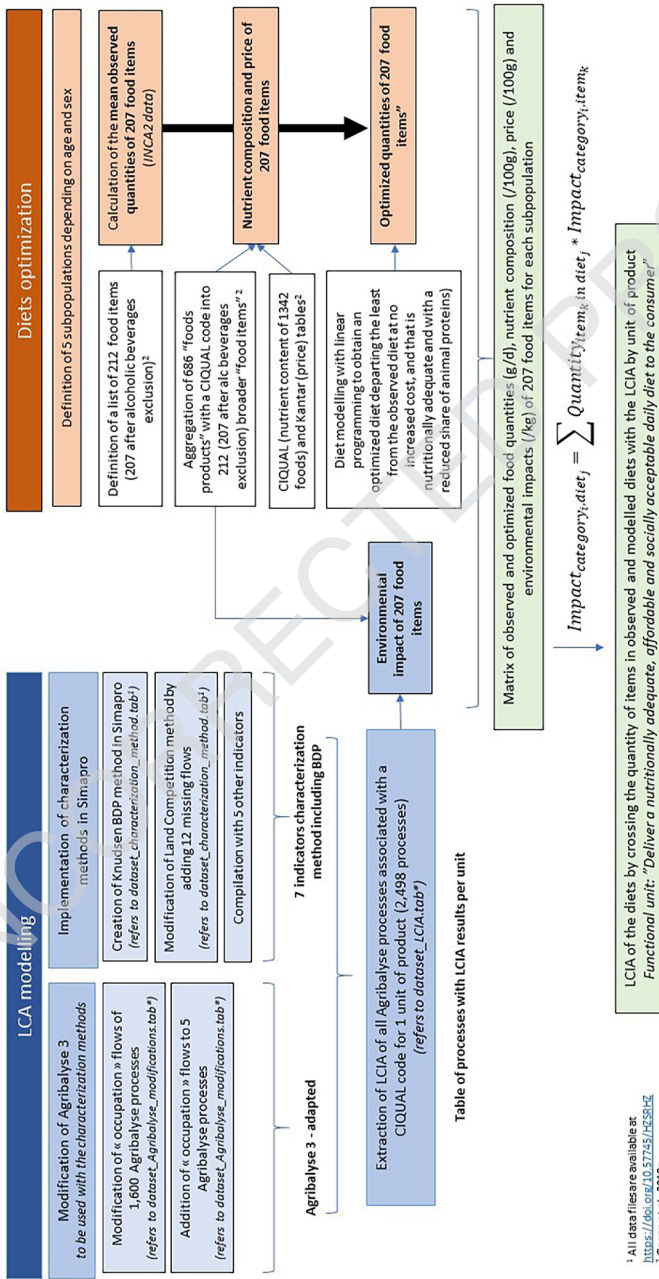 LCA modelling
Modification of Agribalyse 3
to be used with the characterization methods
Modification of « occupation » flows of
1,600 Agribalyse processes
(refers to dataset_Agribalyse_modifications.tab*)
Addition of « occupation » flows to 5
Agribalyse processes
(refers to dataset_Agribalyse_modifications.tab*)
Agribalyse 3 - adapted
Implementation of characterization
methods in Simapro
Creation of Knudsen BDP method in Simapro
(refers to dataset_characterization_method.tab¹)
Modification of Land Competition method by
adding 12 missing flows
(refers to dataset_characterization_method.tab¹)
Compilation with 5 other indicators
7 indicators characterization
method including BDP
Extraction of LCIA of all Agribalyse processes associated with a
CIQUAL code for 1 unit of product (2,498 processes)
(refers to dataset_LCIA.tab*)
Table of processes with LCIA results per unit
Environmental
impact of 207 food
items
Diets optimization
Definition of 5 subpopulations depending on age and sex
Definition of a list of 212 food items
(207 after alcoholic beverages
exclusion)²
Calculation of the mean observed
quantities of 207 food items
(INCA2 data)
Aggregation of 686 “foods
products” with a CIQUAL code into
212 (207 after alc beverages
exclusion) broader “food items”²
CIQUAL (nutrient content of 1342
foods) and Kantar (price) tables²
Nutrient composition and price of
207 food items
Diet modelling with linear
programming to obtain an
optimized diet departing the least
from the observed diet at no
increased cost, and that is
nutritionally adequate and with a
reduced share of animal proteins)
Optimized quantities of 207 food
items”
Matrix of observed and optimized food quantities (g/d), nutrient composition (/100g), price (/100g) and
environmental impacts (/kg) of 207 food items for each subpopulation
Impact category i, diet j = ∑ Quantity item k in diet j * Impact category i, item k
LCIA of the diets by crossing the quantity of items in observed and modelled diets with the LCIA by unit of product
Functional unit: “Deliver a nutritionally adequate, affordable and socially acceptable daily diet to the consumer”
¹ All data files are available at
https://doi.org/10.57745/HZSRHZ